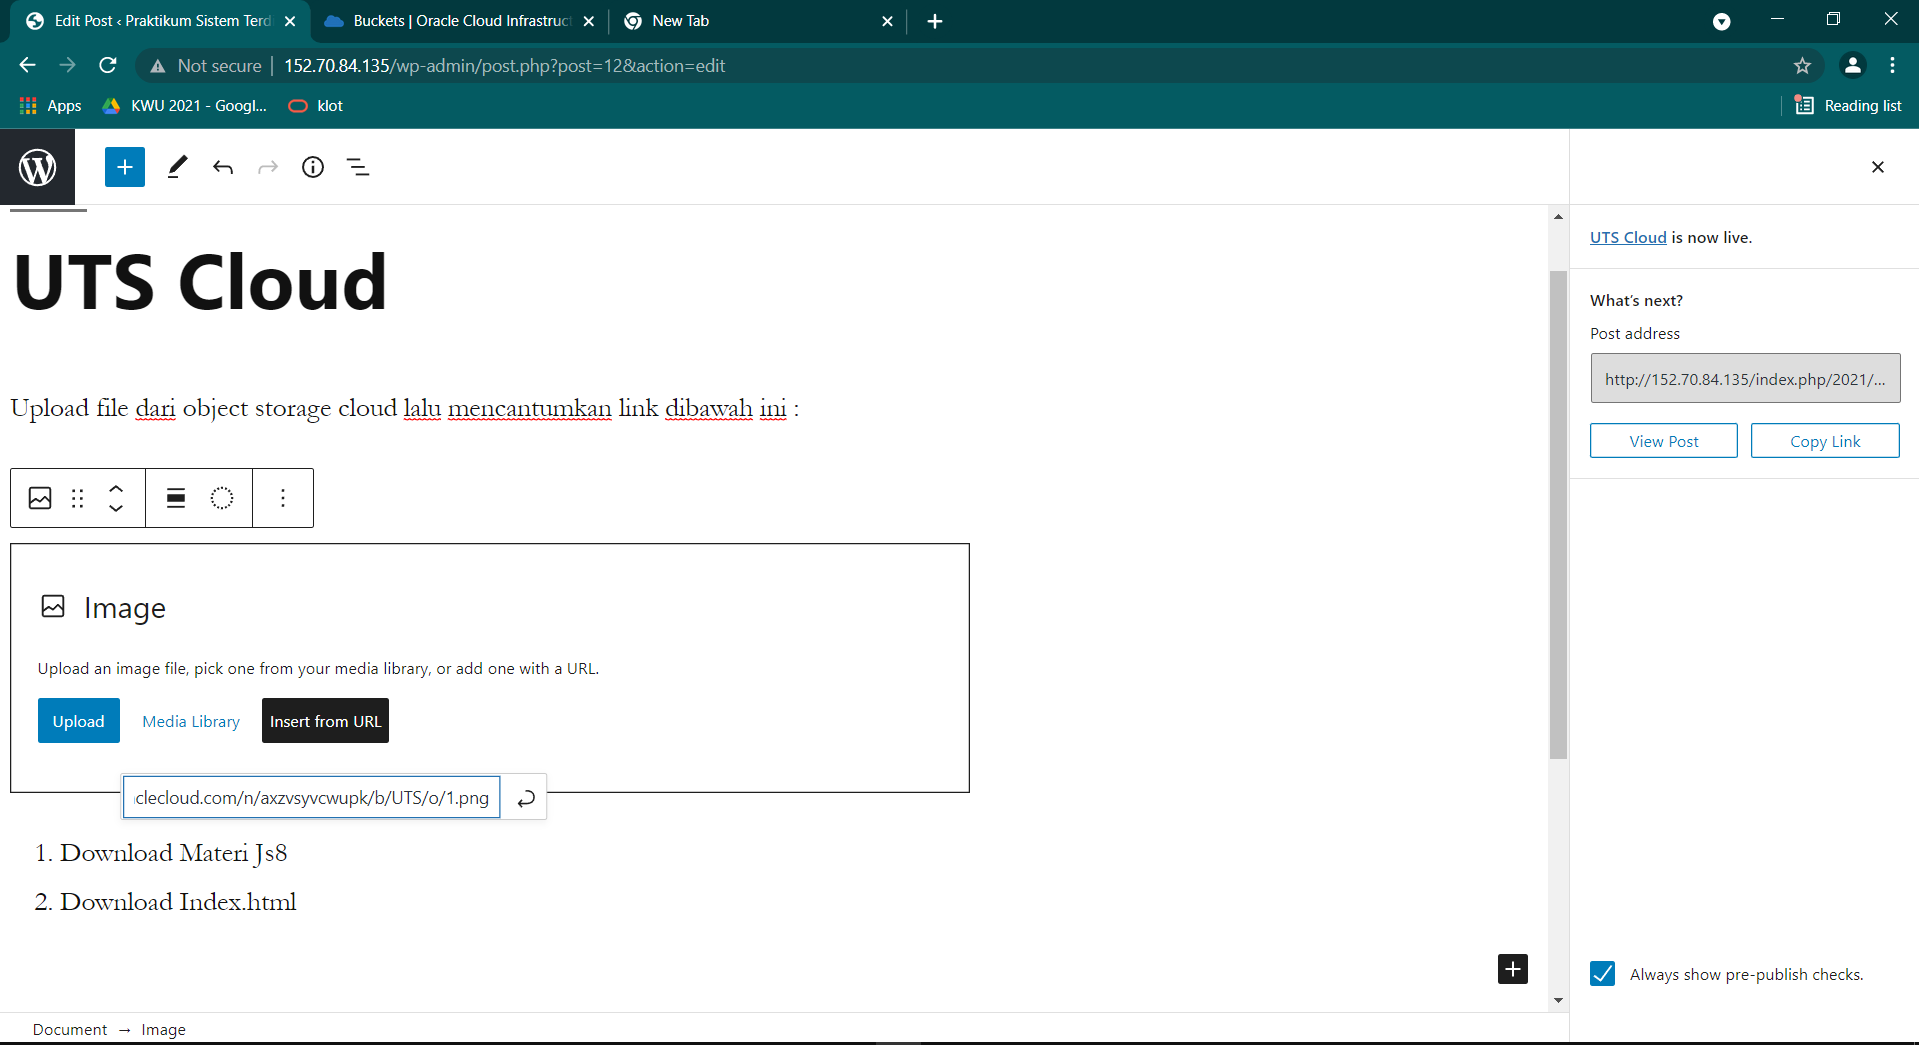 Edit Post ‹ Praktikum Sistem Terd
Buckets | Oracle Cloud Infrastruct
New Tab
Not secure | 152.70.84.135/wp-admin/post.php?post=12&action=edit
Apps
KWU 2021 - Googl...
klot
Reading list
UTS Cloud
Upload file dari object storage cloud lalu mencantumkan link dibawah ini :
Image
Upload an image file, pick one from your media library, or add one with a URL.
Upload
Media Library
Insert from URL
clecloud.com/n/axzvsyvcwupk/b/UTS/o/1.png
1. Download Materi Js8
2. Download Index.html
Document → Image
UTS Cloud is now live.
What's next?
Post address
http://152.70.84.135/index.php/2021/...
View Post
Copy Link
Always show pre-publish checks.